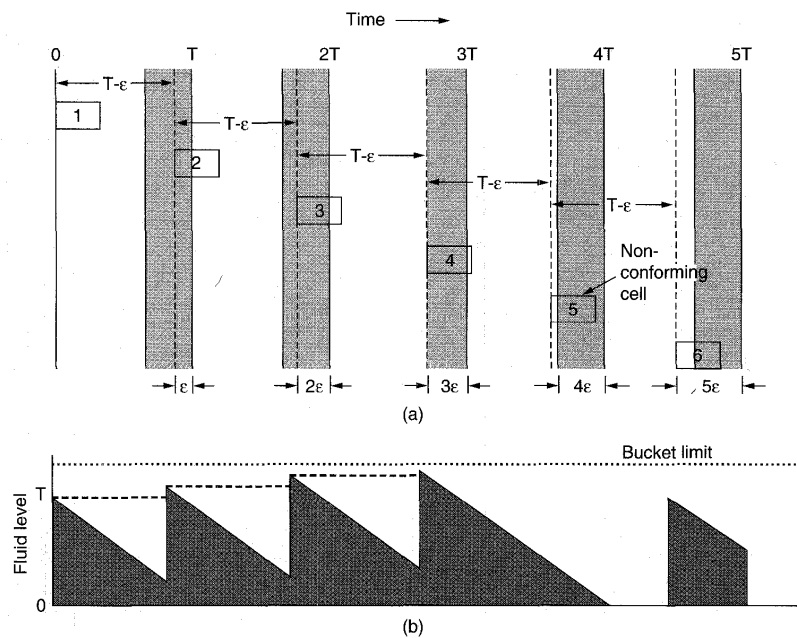 Time
0 T 2T 3T 4T 5T
T-ε
1
T-ε
2
T-ε
3
T-ε
4
T-ε
Non-
conforming
cell
5
6
ε 2ε 3ε 4ε 5ε
(a)
Bucket limit
T
Fluid level
0
(b)